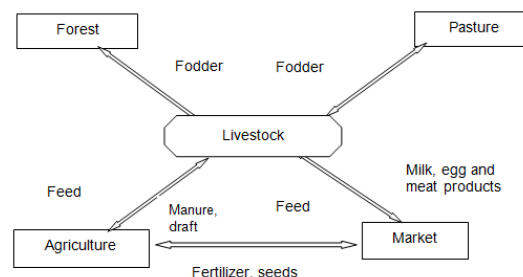 Forest
Pasture
Fodder
Fodder
Livestock
Milk, egg and
meat products
Feed
Manure,
draft
Feed
Agriculture
Market
Fertilizer, seeds